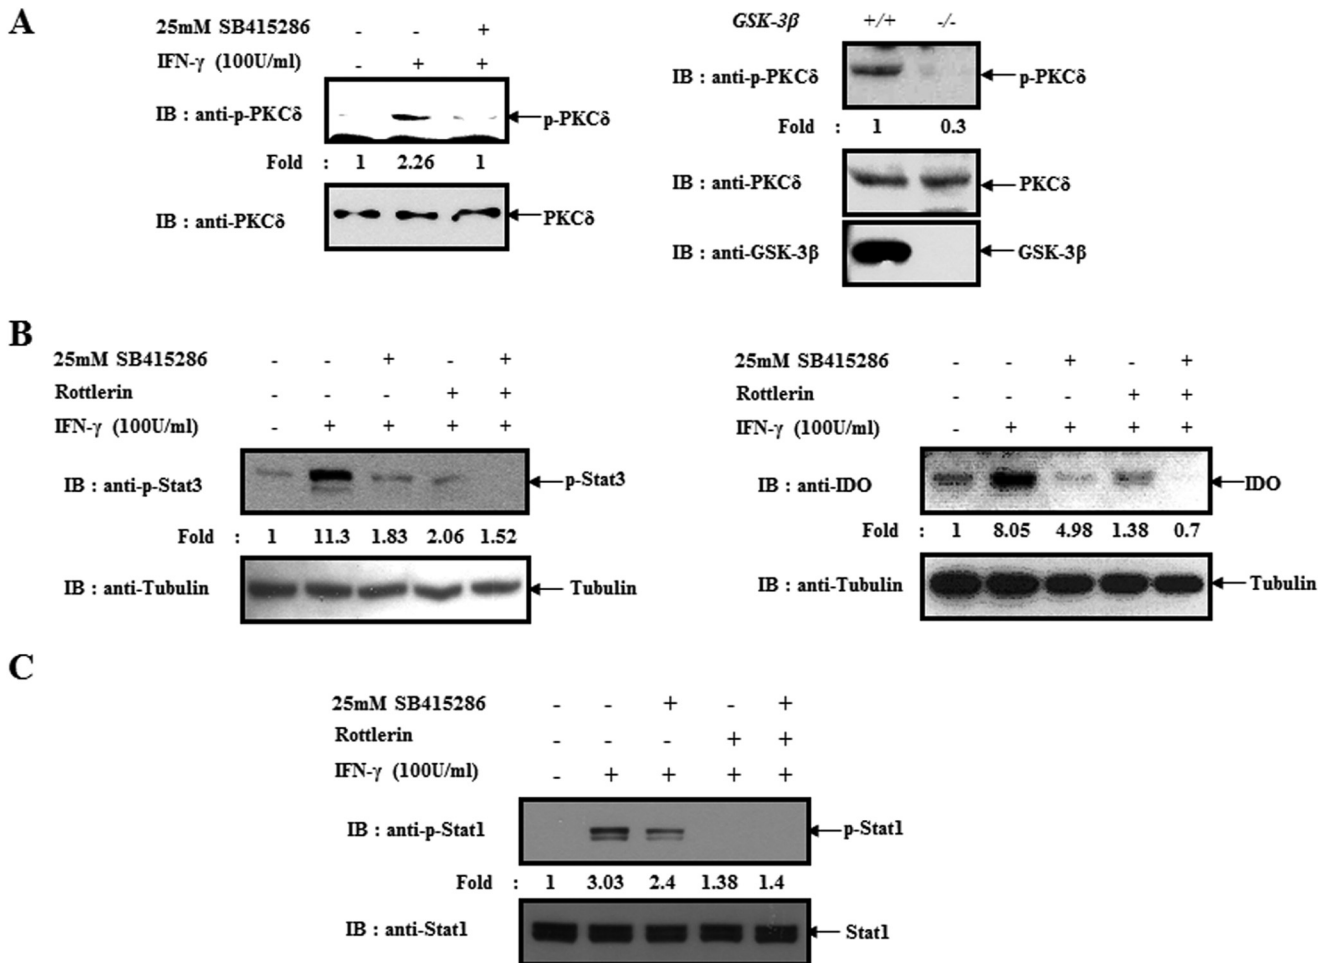 A
25mM SB415286 - - +
IFN-γ (100U/ml) - + +
IB : anti-p-PKCδ p-PKCδ
Fold : 1 2.26 1
IB : anti-PKCδ PKCδ
GSK-3β +/+ -/-
IB : anti-p-PKCδ p-PKCδ
Fold : 1 0.3
IB : anti-PKCδ PKCδ
IB : anti-GSK-3β GSK-3β
B
25mM SB415286 - - + - +
Rottlerin - - - + +
IFN-γ (100U/ml) - + + + +
IB : anti-p-Stat3 p-Stat3
Fold : 1 11.3 1.83 2.06 1.52
IB : anti-Tubulin Tubulin
25mM SB415286 - - + - +
Rottlerin - - - + +
IFN-γ (100U/ml) - + + + +
IB : anti-IDO IDO
Fold : 1 8.05 4.98 1.38 0.7
IB : anti-Tubulin Tubulin
C
25mM SB415286 - - + - +
Rottlerin - - - + +
IFN-γ (100U/ml) - + + + +
IB : anti-p-Stat1 p-Stat1
Fold : 1 3.03 2.4 1.38 1.4
IB : anti-Stat1 Stat1